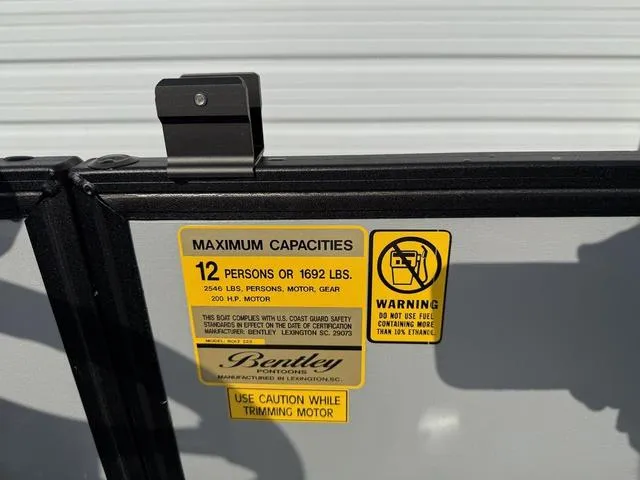 MAXIMUM CAPACITIES
12 PERSONS OR 1692 LBS.
2546 LBS, PERSONS, MOTOR, GEAR
200 H.P. MOTOR
THIS BOAT COMPLIES WITH U.S. COAST GUARD SAFETY
STANDARDS IN EFFECT ON THE DATE OF CERTIFICATION
MANUFACTURER: BENTLEY LEXINGTON SC. 29073
MODEL:
Bentley
PONTOONS
MANUFACTURED IN LEXINGTON, SC.
WARNING
DO NOT USE FUEL
CONTAINING MORE
THAN 10% ETHANOL
USE CAUTION WHILE
TRIMMING MOTOR